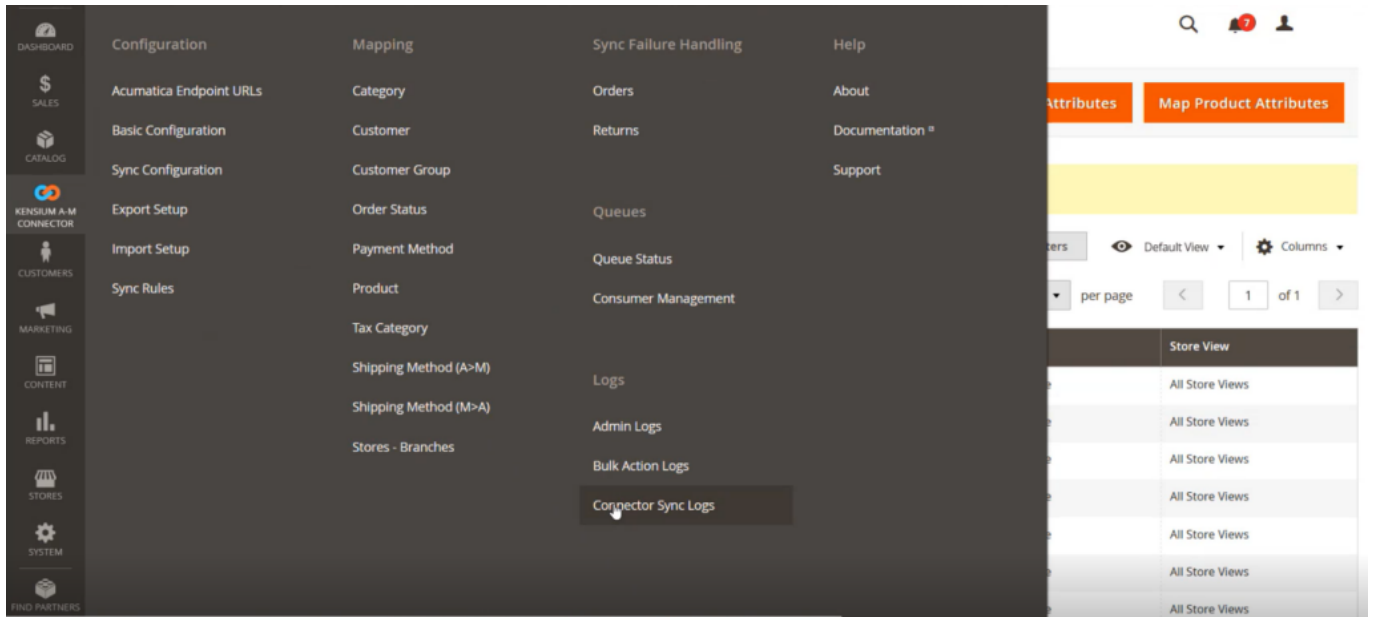 DASHBOARD
SALES
CATALOG
KENSIUM A-M
CONNECTOR
CUSTOMERS
MARKETING
CONTENT
REPORTS
STORES
SYSTEM
FIND PARTNERS
Configuration
Acumatica Endpoint URLs
Basic Configuration
Sync Configuration
Export Setup
Import Setup
Sync Rules
Mapping
Category
Customer
Customer Group
Order Status
Payment Method
Product
Tax Category
Shipping Method (A>M)
Shipping Method (M>A)
Stores - Branches
Sync Failure Handling
Orders
Returns
Queues
Queue Status
Consumer Management
Logs
Admin Logs
Bulk Action Logs
Connector Sync Logs
Help
About
Documentation
Support
7
Attributes
Map Product Attributes
Default View
Columns
per page
1
of 1
Store View
All Store Views
All Store Views
All Store Views
All Store Views
All Store Views
All Store Views
All Store Views